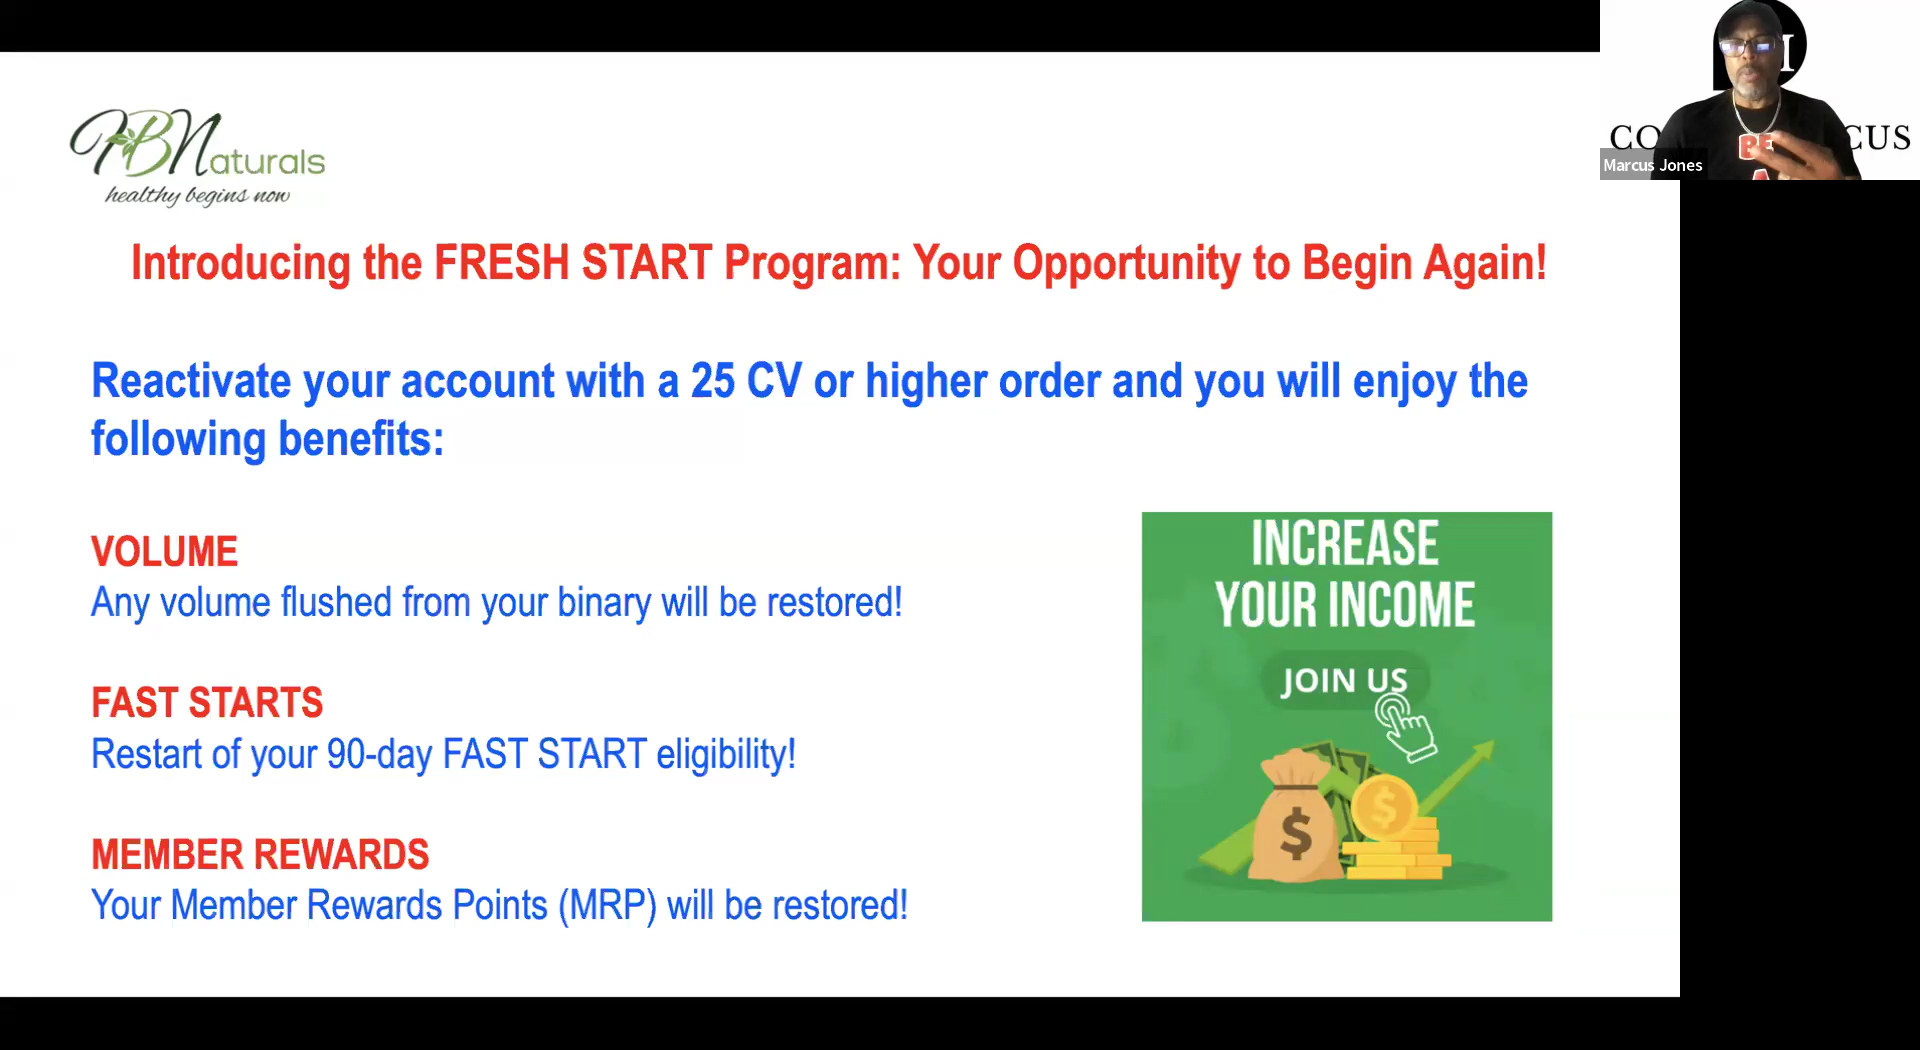 HBNaturals
healthy begins now
CO
CUS
BE
A
Marcus Jones
Introducing the FRESH START Program: Your Opportunity to Begin Again!
Reactivate your account with a 25 CV or higher order and you will enjoy the
following benefits:
VOLUME
Any volume flushed from your binary will be restored!
FAST STARTS
Restart of your 90-day FAST START eligibility!
MEMBER REWARDS
Your Member Rewards Points (MRP) will be restored!
INCREASE
YOUR INCOME
JOIN US
$
$